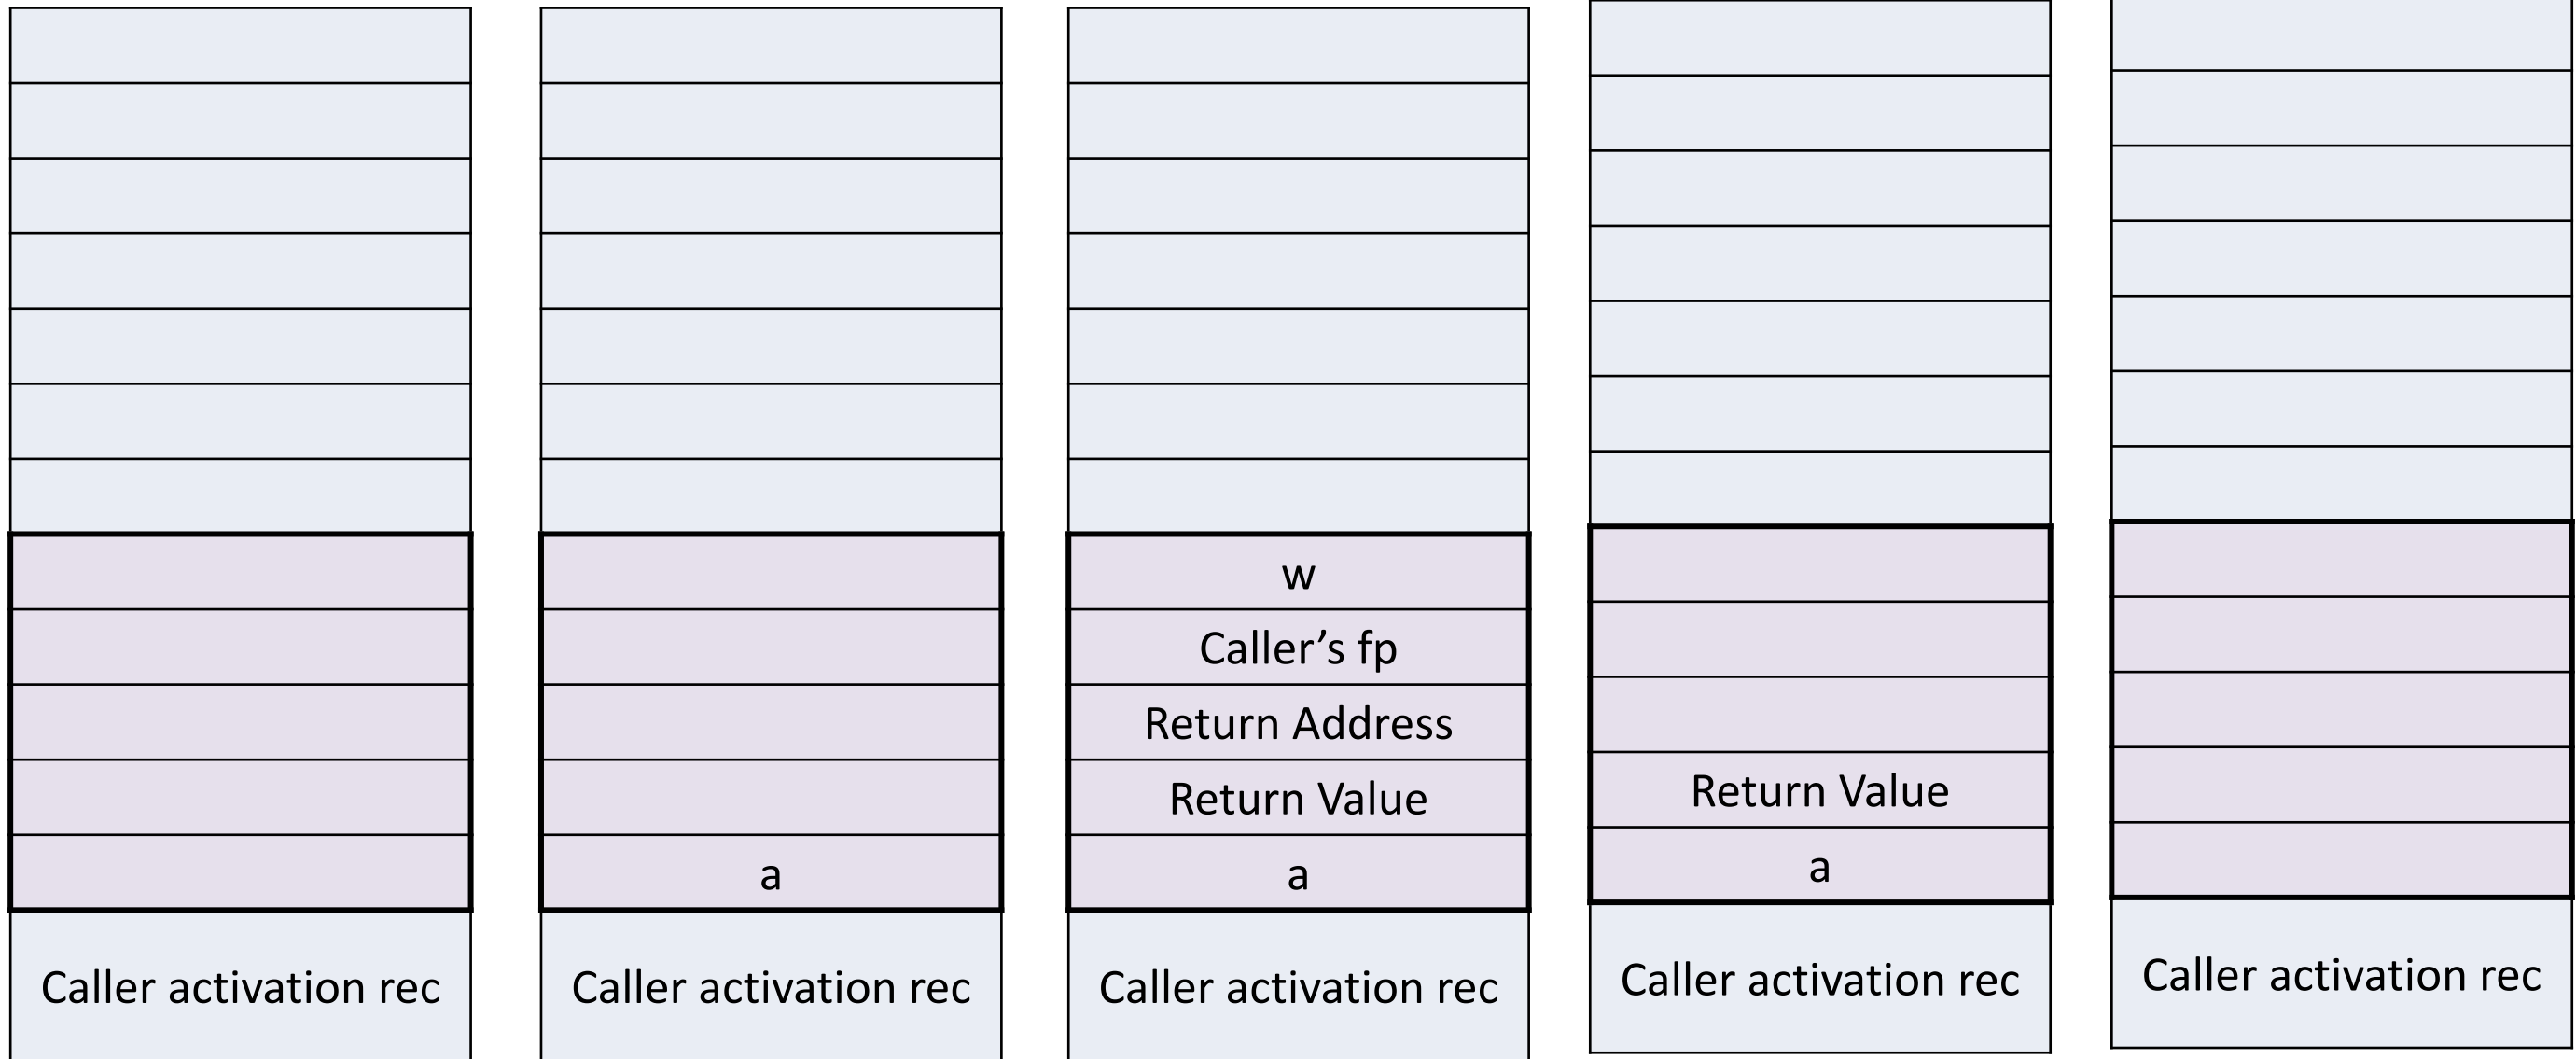 Caller activation rec
a
Caller activation rec
w
Caller’s fp
Return Address
Return Value
a
Caller activation rec
Return Value
a
Caller activation rec
Caller activation rec